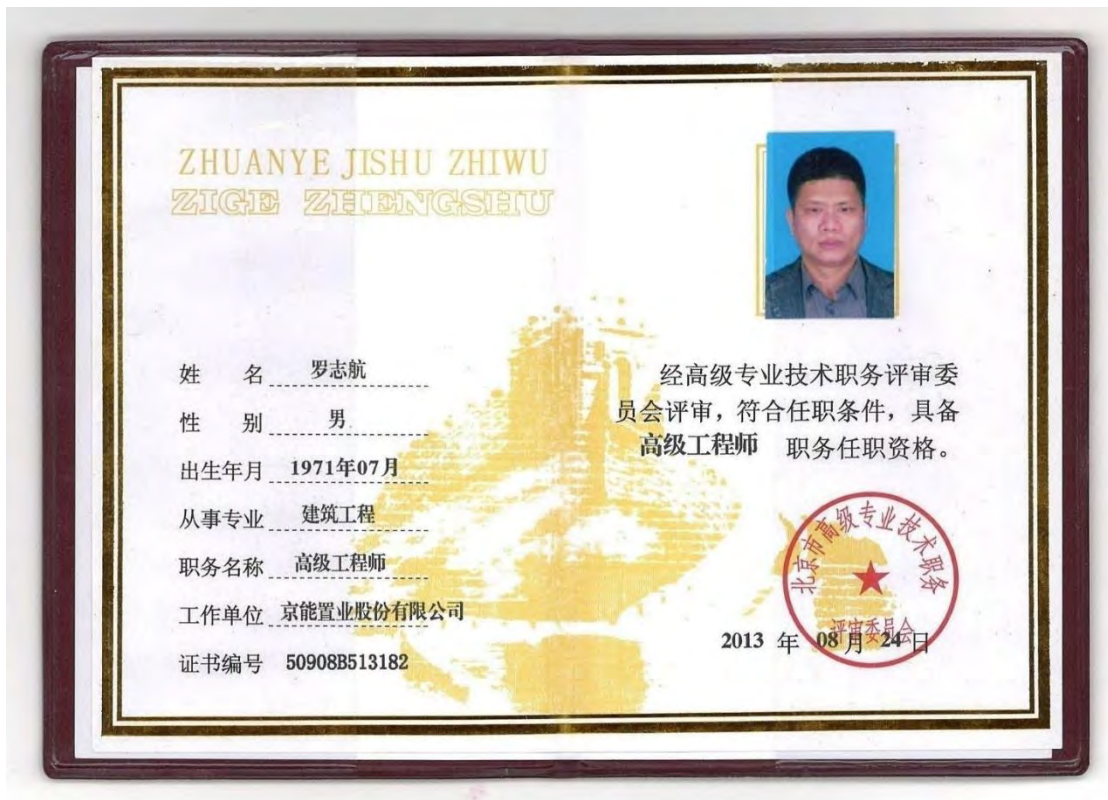 ZHUANYE JISHU ZHIWU
ZIGE ZHENGSHU
姓 名 罗志航
性 别 男
出生年月 1971年07月
从事专业 建筑工程
职务名称 高级工程师
工作单位 京能置业股份有限公司
证书编号 50908B513182
经高级专业技术职务评审委
员会评审，符合任职条件，具备
高级工程师 职务任职资格。
北京市高级专业技术职务
评审委员会
2013 年 08 月 24 日